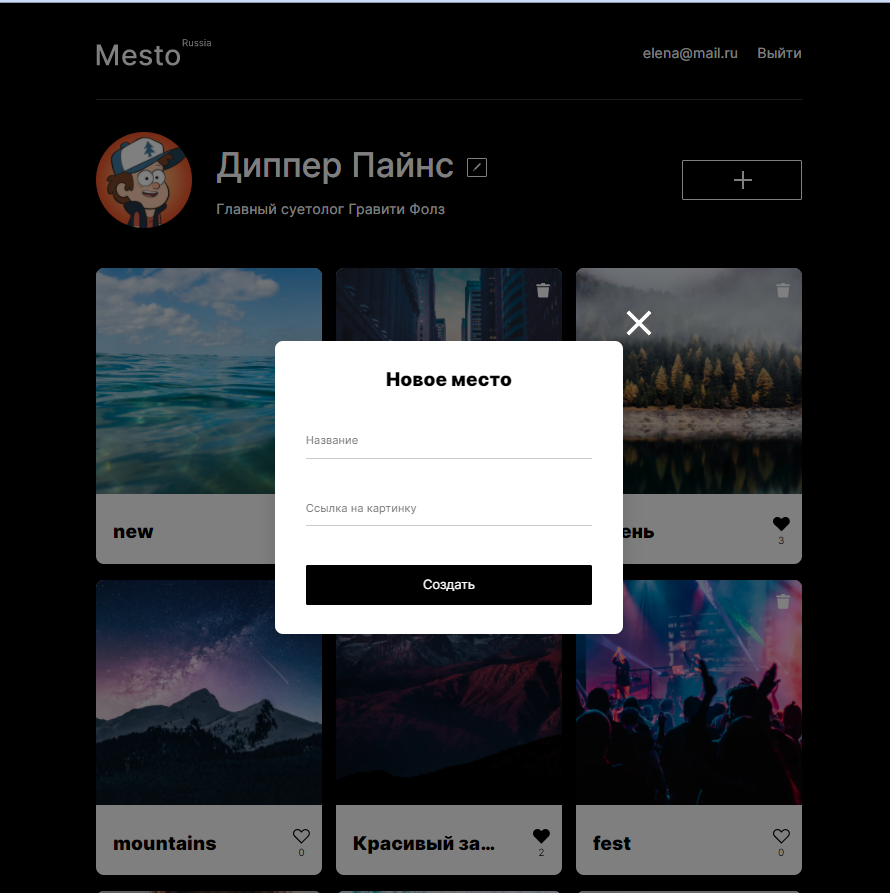 Mesto Russia
elena@mail.ru Выйти
Диппер Пайнс
Главный суетолог Гравити Фолз
Новое место
Название
Ссылка на картинку
Создать
new
ень
3
mountains
0
Красивый за...
2
fest
0